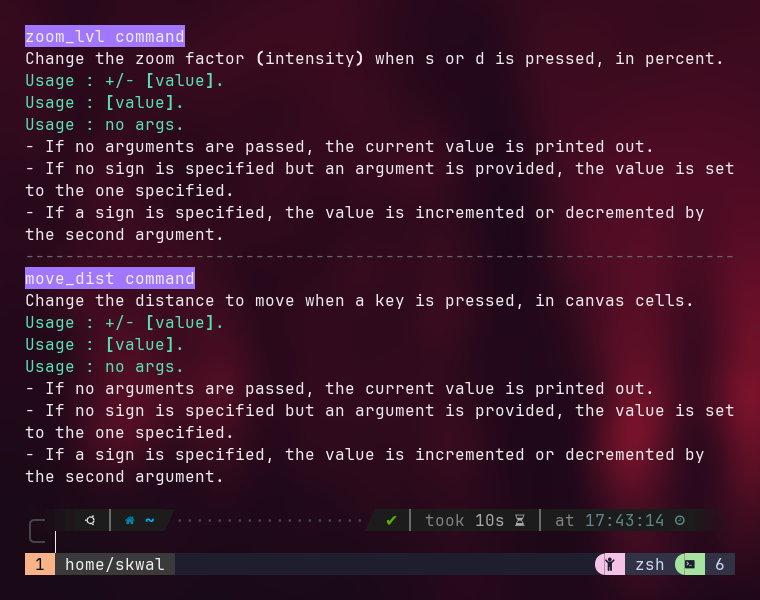 zoom_lvl command
Change the zoom factor (intensity) when s or d is pressed, in percent.
Usage : +/- [value].
Usage : [value].
Usage : no args.
- If no arguments are passed, the current value is printed out.
- If no sign is specified but an argument is provided, the value is set
to the one specified.
- If a sign is specified, the value is incremented or decremented by
the second argument.
-----------------------------------------------------------------------
move_dist command
Change the distance to move when a key is pressed, in canvas cells.
Usage : +/- [value].
Usage : [value].
Usage : no args.
- If no arguments are passed, the current value is printed out.
- If no sign is specified but an argument is provided, the value is set
to the one specified.
- If a sign is specified, the value is incremented or decremented by
the second argument.
~ ··················· ✔ took 10s at 17:43:14
1 home/skwal zsh 6